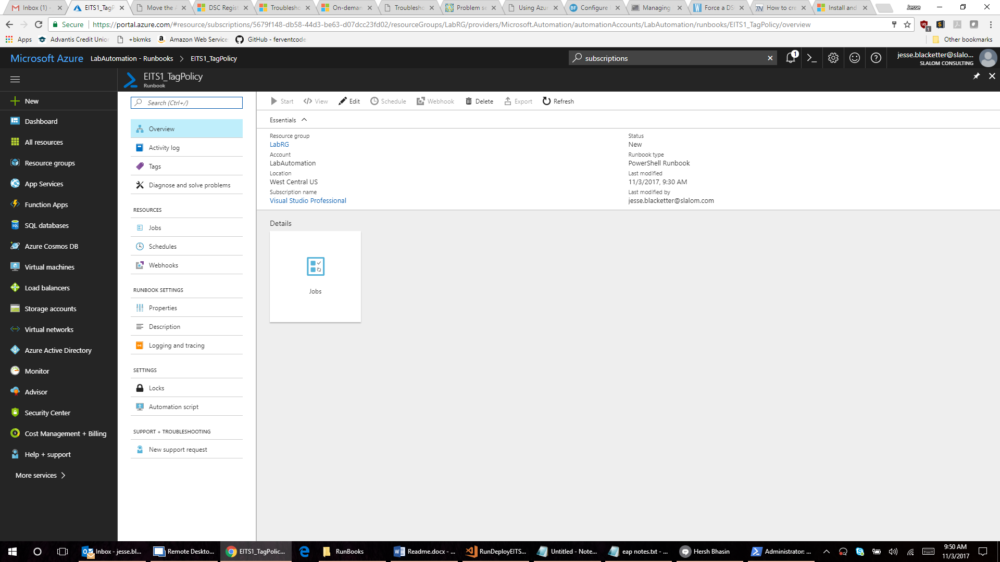 Inbox (1) -
EITS1_TagP
Move the A
DSC Regist
Troublesho
On-deman
Troublesho
Problem se
Using Azur
Configure
Managing
Force a DS
How to cre
Install and
Jesse
Secure
https://portal.azure.com/#resource/subscriptions/5679f148-db58-44d3-be63-d07dcc23fd02/resourceGroups/LabRG/providers/Microsoft.Automation/automationAccounts/LabAutomation/runbooks/EITS1_TagPolicy/overview
Apps
Advantis Credit Union
+bkmks
Amazon Web Service
GitHub - ferventcode
Other bookmarks
Microsoft Azure
LabAutomation - Runbooks
EITS1_TagPolicy
subscriptions
1
jesse.blacketter@slalo...
SLALOM CONSULTING
EITS1_TagPolicy
Runbook
New
Dashboard
All resources
Resource groups
App Services
Function Apps
SQL databases
Azure Cosmos DB
Virtual machines
Load balancers
Storage accounts
Virtual networks
Azure Active Directory
Monitor
Advisor
Security Center
Cost Management + Billing
Help + support
More services
Search (Ctrl+/)
Overview
Activity log
Tags
Diagnose and solve problems
RESOURCES
Jobs
Schedules
Webhooks
RUNBOOK SETTINGS
Properties
Description
Logging and tracing
SETTINGS
Locks
Automation script
SUPPORT + TROUBLESHOOTING
New support request
Start
View
Edit
Schedule
Webhook
Delete
Export
Refresh
Essentials
Resource group
LabRG
Account
LabAutomation
Location
West Central US
Subscription name
Visual Studio Professional
Status
New
Runbook type
PowerShell Runbook
Last modified
11/3/2017, 9:30 AM
Last modified by
jesse.blacketter@slalom.com
Details
Jobs
Inbox - jesse.bl...
Remote Deskto...
EITS1_TagPolic...
RunBooks
Readme.docx - ...
RunDeployEITS...
Untitled - Note...
eap notes.txt - ...
Hersh Bhasin
Administrator: ...
9:50 AM
11/3/2017